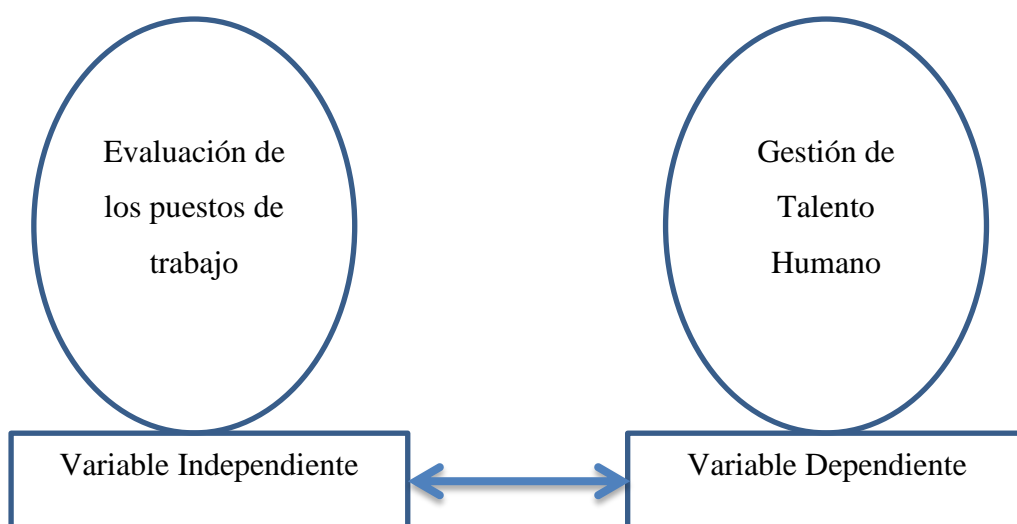 Evaluación de
los puestos de
trabajo
Gestión de
Talento
Humano
Variable Independiente
Variable Dependiente